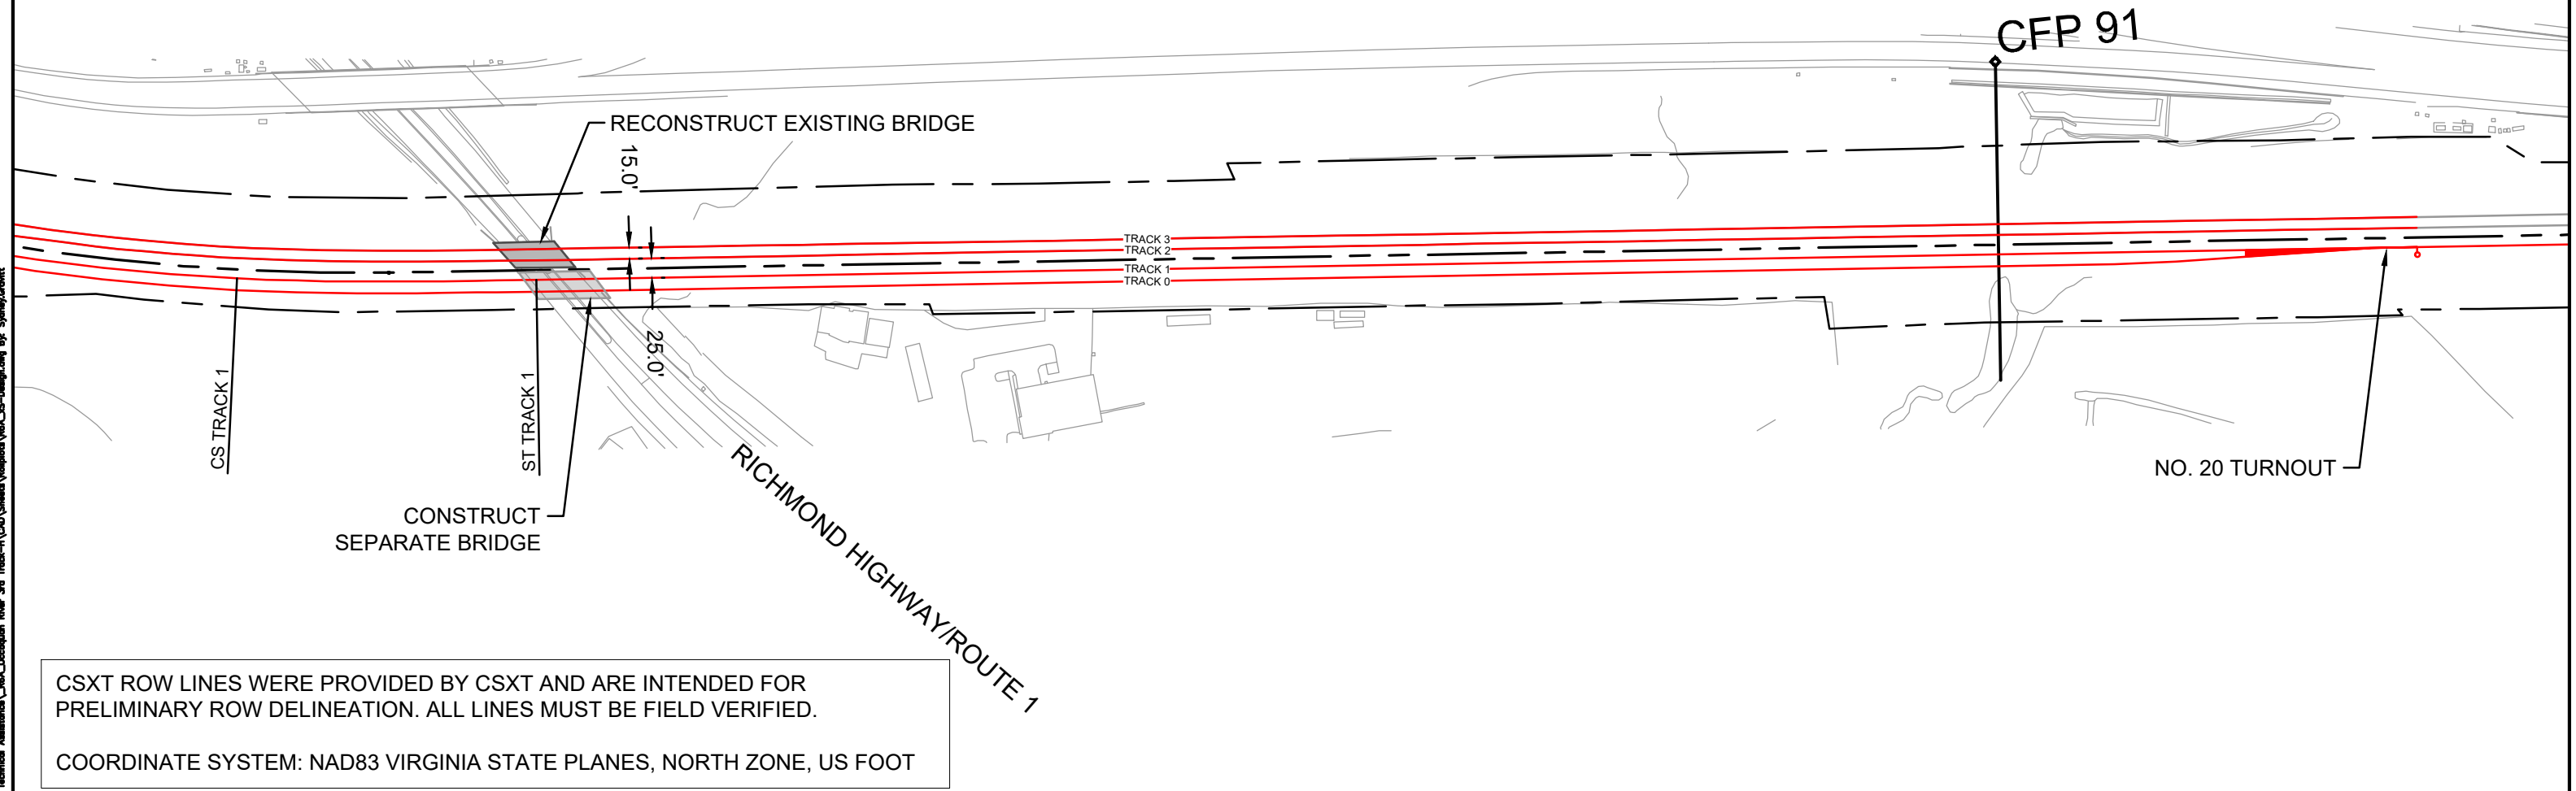 CFP 91
RECONSTRUCT EXISTING BRIDGE
15.0'
TRACK 3
TRACK 2
TRACK 1
TRACK 0
25.0'
CS TRACK 1
ST TRACK 1
NO. 20 TURNOUT
CONSTRUCT
SEPARATE BRIDGE
RICHMOND HIGHWAY/ROUTE 1
CSXT ROW LINES WERE PROVIDED BY CSXT AND ARE INTENDED FOR
PRELIMINARY ROW DELINEATION. ALL LINES MUST BE FIELD VERIFIED.
COORDINATE SYSTEM: NAD83 VIRGINIA STATE PLANES, NORTH ZONE, US FOOT